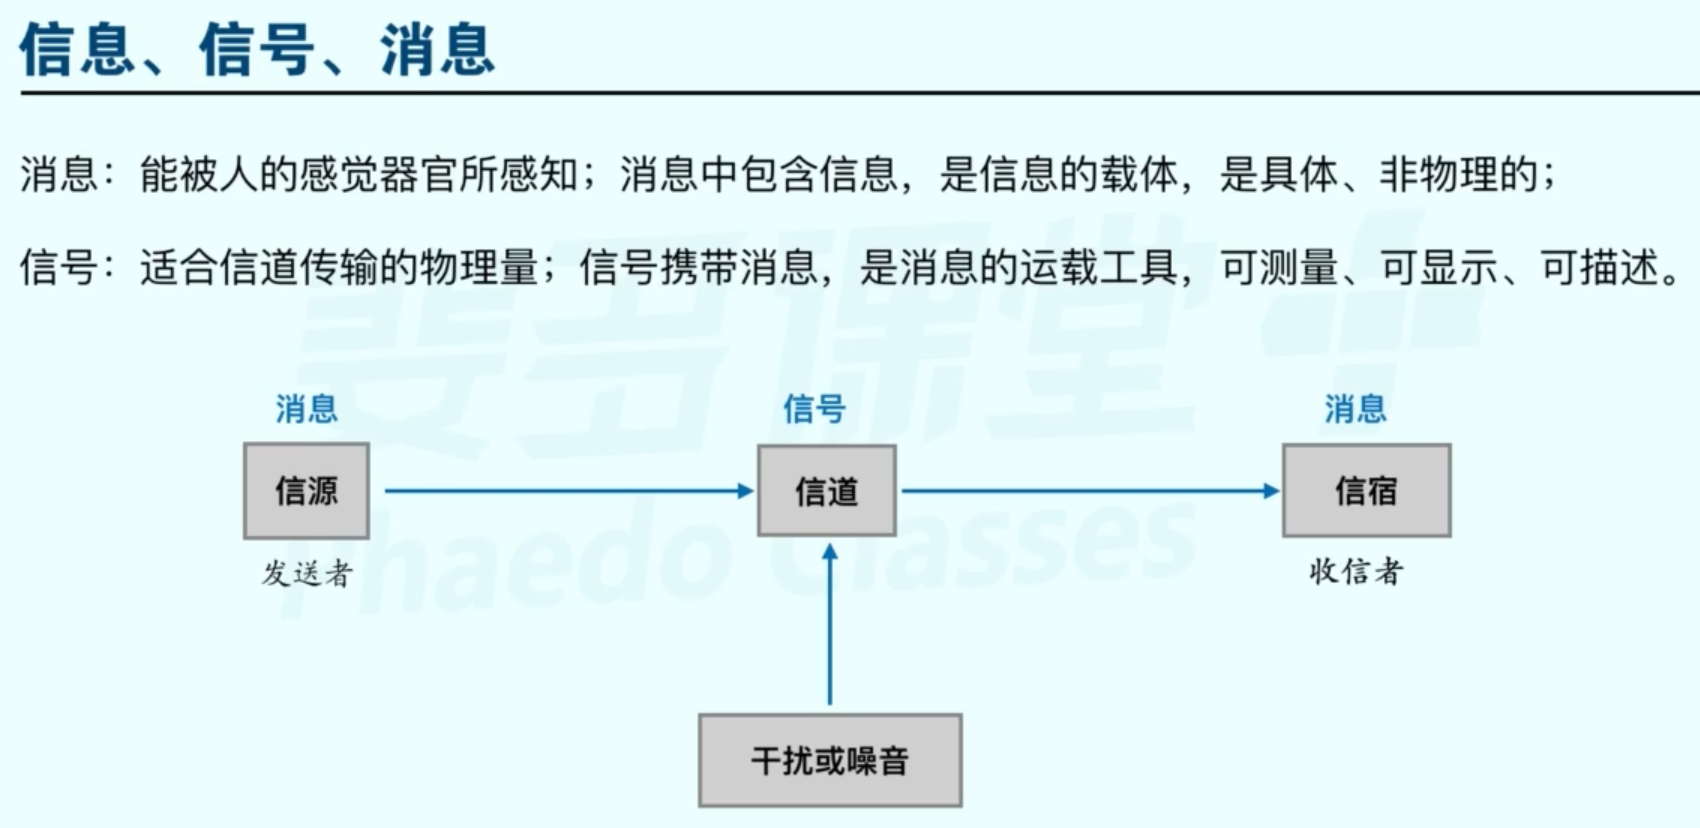 信息、信号、消息
消息：能被人的感觉器官所感知；消息中包含信息，是信息的载体，是具体、非物理的；
信号：适合信道传输的物理量；信号携带消息，是消息的运载工具，可测量、可显示、可描述。
斐多课堂
Phaedo Classes
消息 信号 消息
信源 信道 信宿
发送者 收信者
干扰或噪音